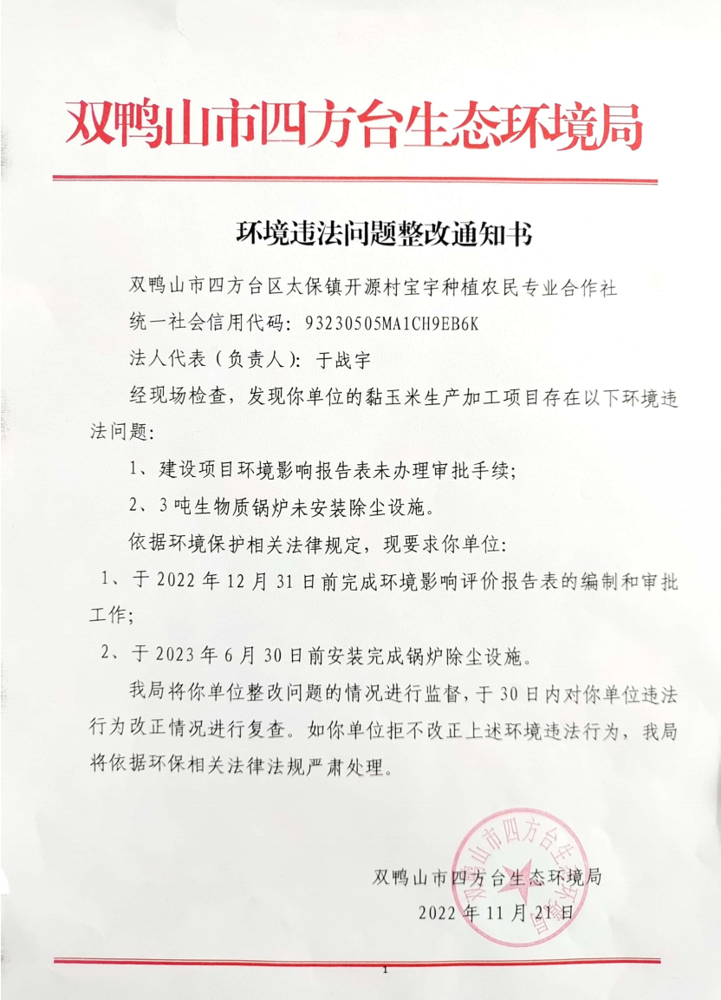 双鸭山市四方台生态环境局
环境违法问题整改通知书
双鸭山市四方台区太保镇开源村宝宇种植农民专业合作社
统一社会信用代码：93230505MA1CH9EB6K
法人代表（负责人）：于战宇
经现场检查，发现你单位的黏玉米生产加工项目存在以下环境违
法问题：
1、建设项目环境影响报告表未办理审批手续；
2、3吨生物质锅炉未安装除尘设施。
依据环境保护相关法律规定，现要求你单位：
1、于2022年12月31日前完成环境影响评价报告表的编制和审批
工作；
2、于2023年6月30日前安装完成锅炉除尘设施。
我局将你单位整改问题的情况进行监督，于30日内对你单位违法
行为改正情况进行复查。如你单位拒不改正上述环境违法行为，我局
将依据环保相关法律法规严肃处理。
双鸭山市四方台生态环境局
双鸭山市四方台生态环境局
2022年11月21日
1